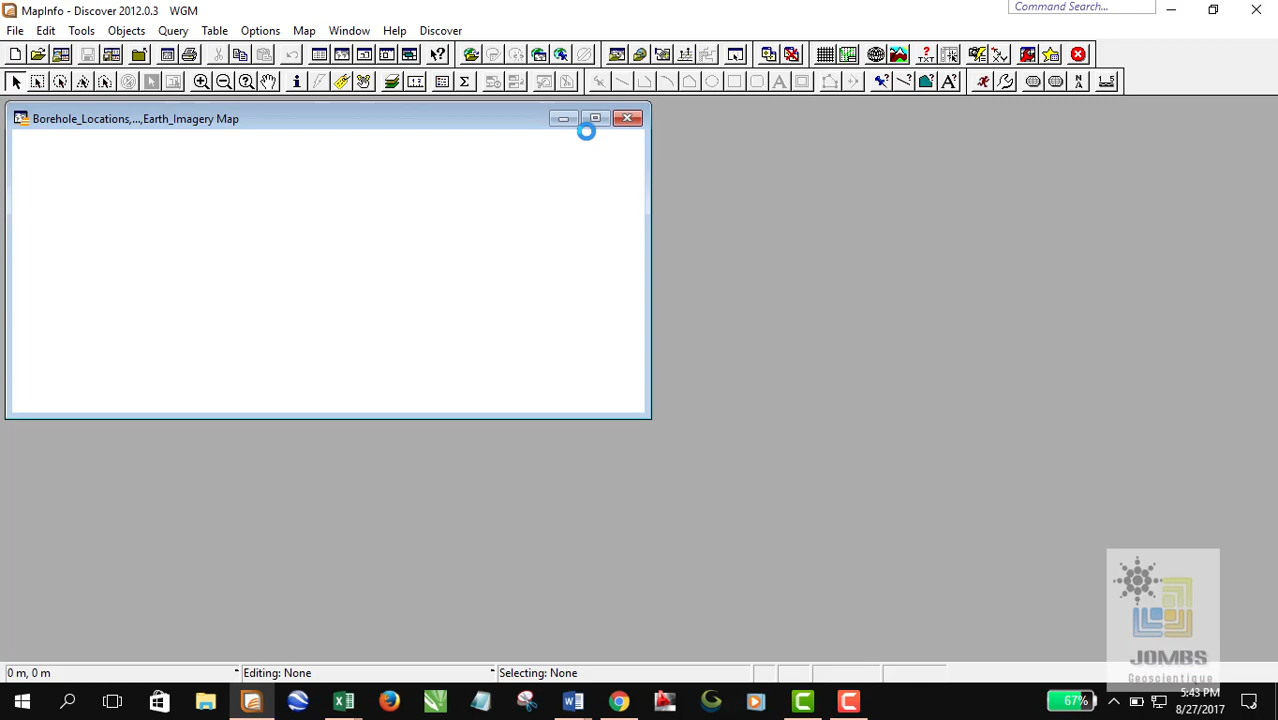 MapInfo - Discover 2012.0.3    WGM
Command Search...
File Edit Tools Objects Query Table Options Map Window Help Discover
Borehole_Locations,...,Earth_Imagery Map
0 m, 0 m
Editing: None
Selecting: None
JOMBS
Geoscientique
67%
5:43 PM
8/27/2017